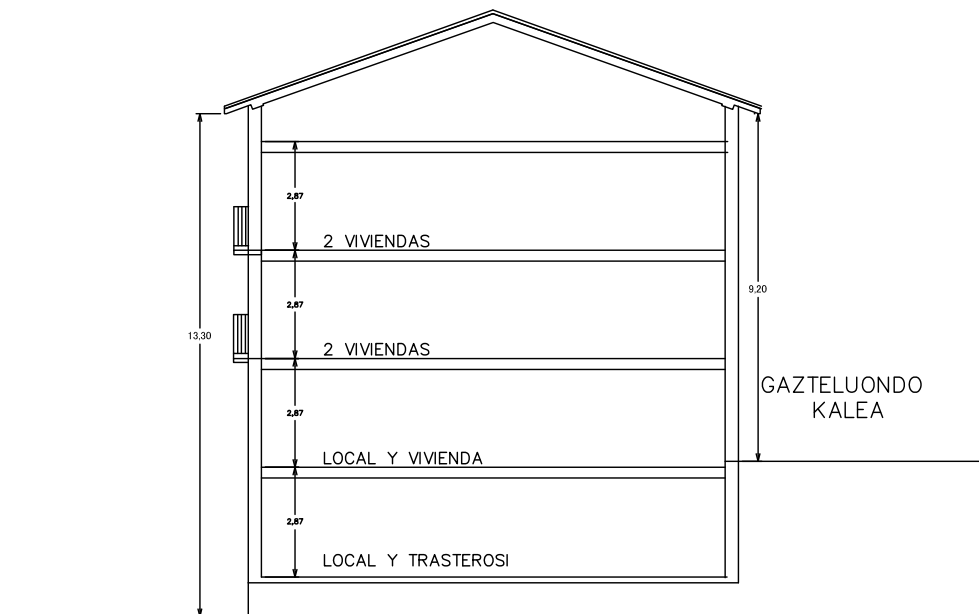 2,87
2 VIVIENDAS
2,87
9,20
13,30
2 VIVIENDAS
GAZTELUONDO
KALEA
2,87
LOCAL Y VIVIENDA
2,87
LOCAL Y TRASTEROSI